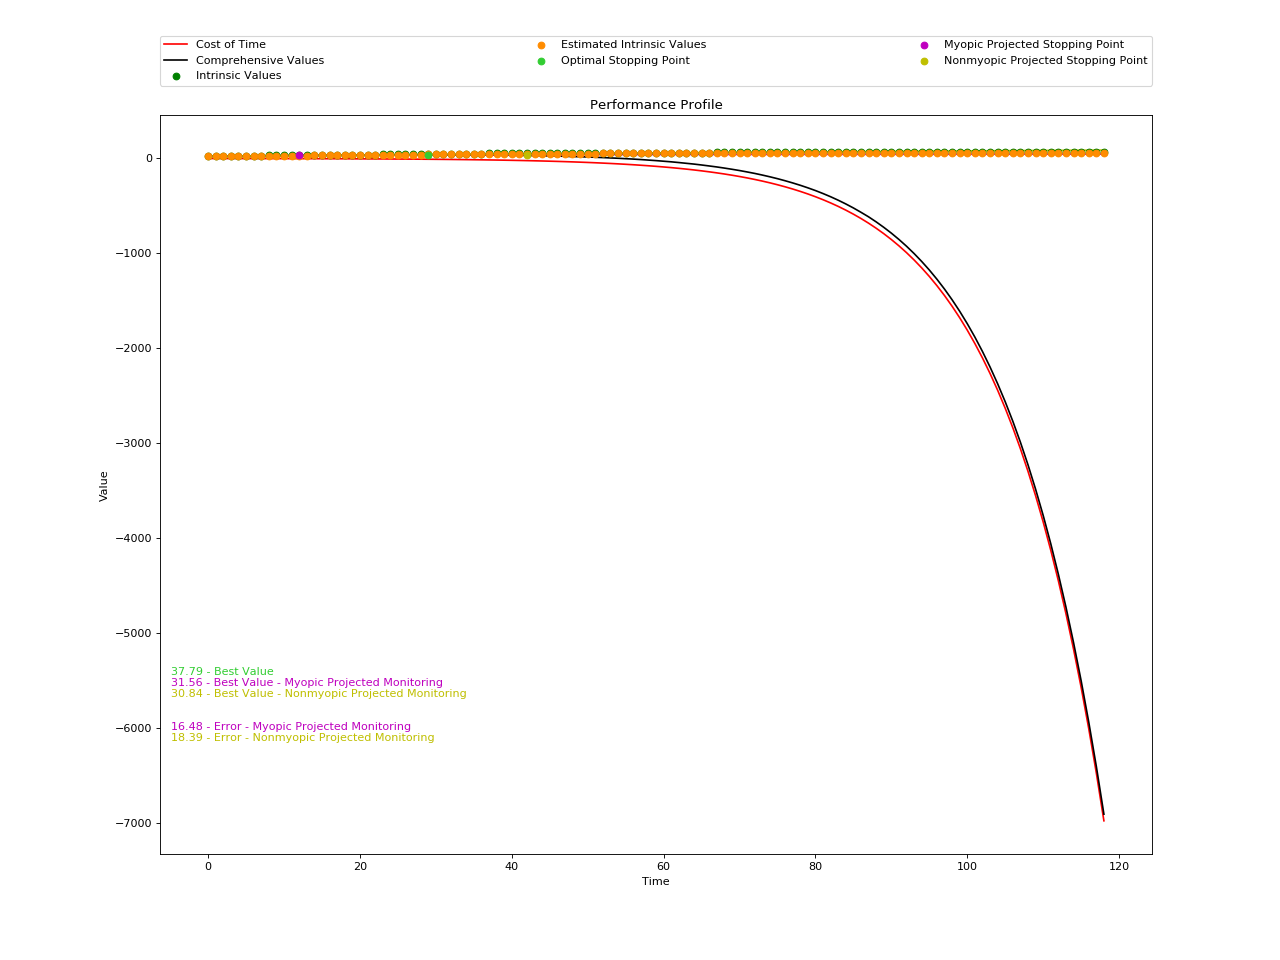 Cost of Time
Comprehensive Values
Intrinsic Values
Estimated Intrinsic Values
Optimal Stopping Point
Myopic Projected Stopping Point
Nonmyopic Projected Stopping Point
Performance Profile
0
−1000
−2000
−3000
−4000
−5000
−6000
−7000
Value
37.79 - Best Value
31.56 - Best Value - Myopic Projected Monitoring
30.84 - Best Value - Nonmyopic Projected Monitoring
16.48 - Error - Myopic Projected Monitoring
18.39 - Error - Nonmyopic Projected Monitoring
0 20 40 60 80 100 120
Time